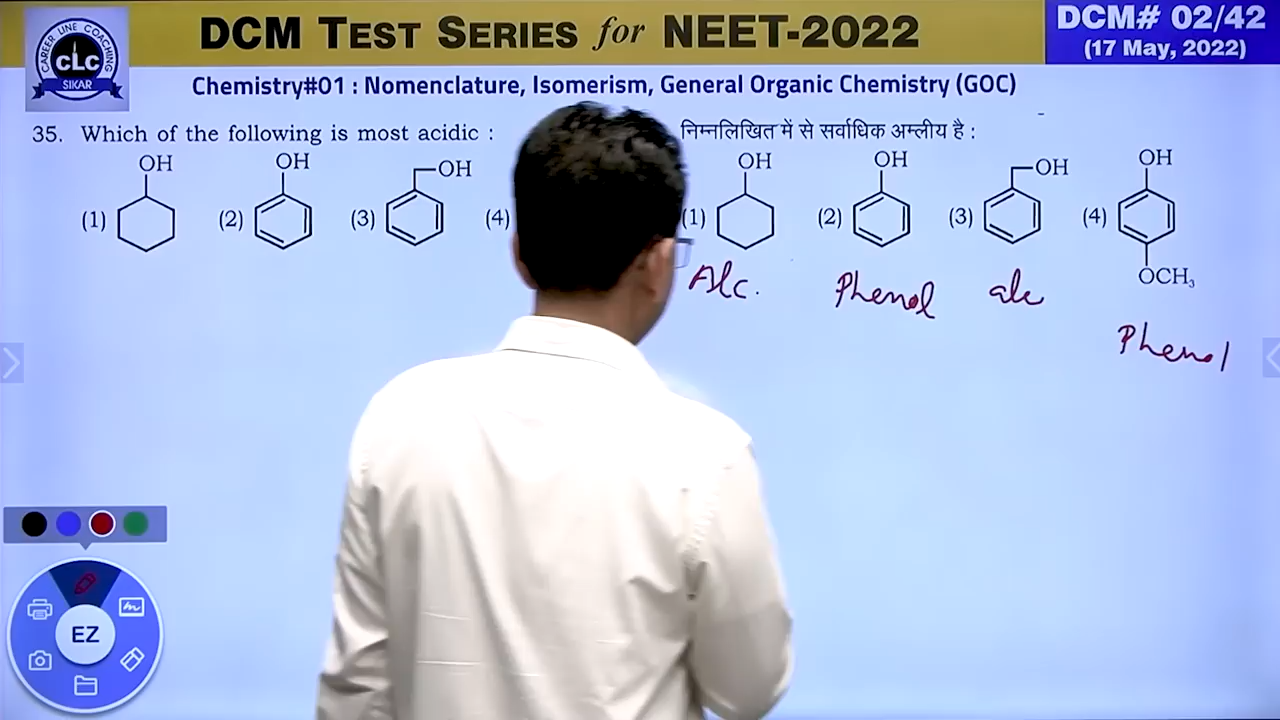 DCM TEST SERIES for NEET-2022
DCM# 02/42
(17 May, 2022)
CAREER LINE COACHING
CLC
SIKAR
Chemistry#01 : Nomenclature, Isomerism, General Organic Chemistry (GOC)
35. Which of the following is most acidic :
(1) OH
(2) OH
(3) OH
(4)
निम्नलिखित में से सर्वाधिक अम्लीय है :
(1) OH
(2) OH
(3) OH
(4) OH
OCH₃
Alc.
Phenol
alc
Phenol
EZ